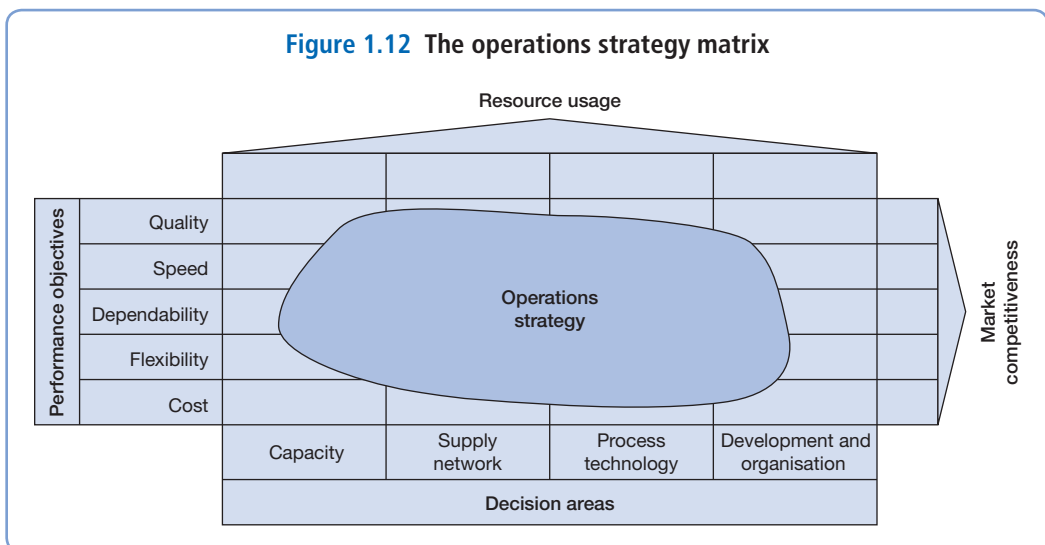 Figure 1.12 The operations strategy matrix
Resource usage
Performance objectives
Quality
Speed
Dependability
Flexibility
Cost
Operations
strategy
Market
competitiveness
Capacity
Supply
network
Process
technology
Development and
organisation
Decision areas